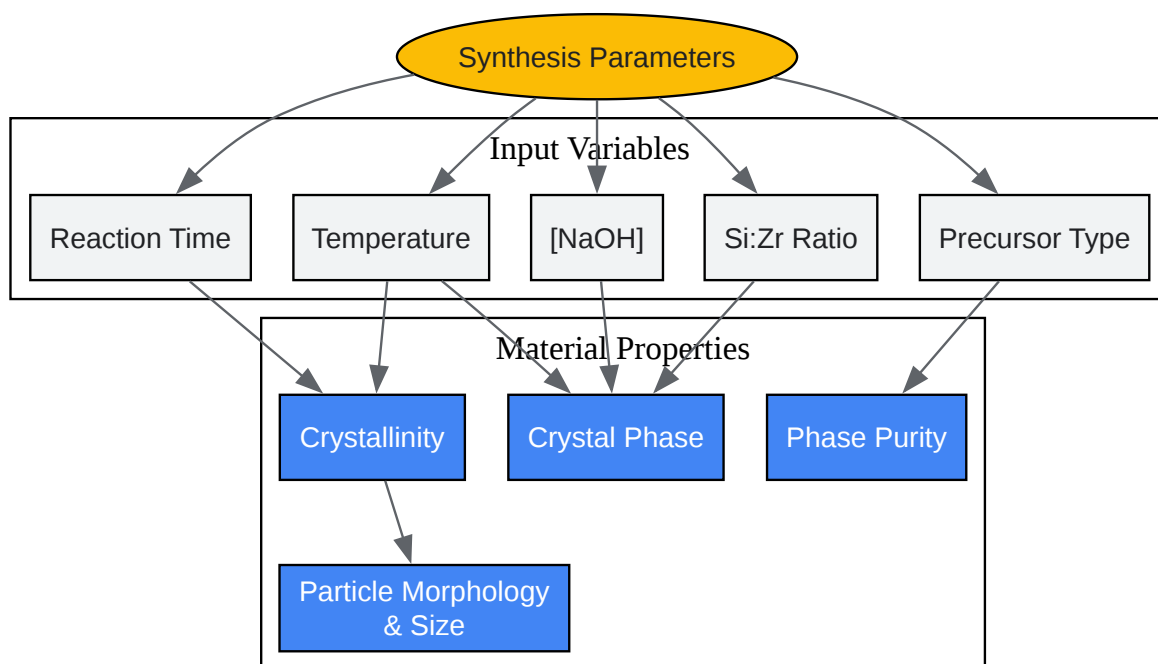 Synthesis Parameters
Input Variables
Reaction Time
Temperature
[NaOH]
Si:Zr Ratio
Precursor Type
Material Properties
Crystallinity
Crystal Phase
Phase Purity
Particle Morphology
& Size